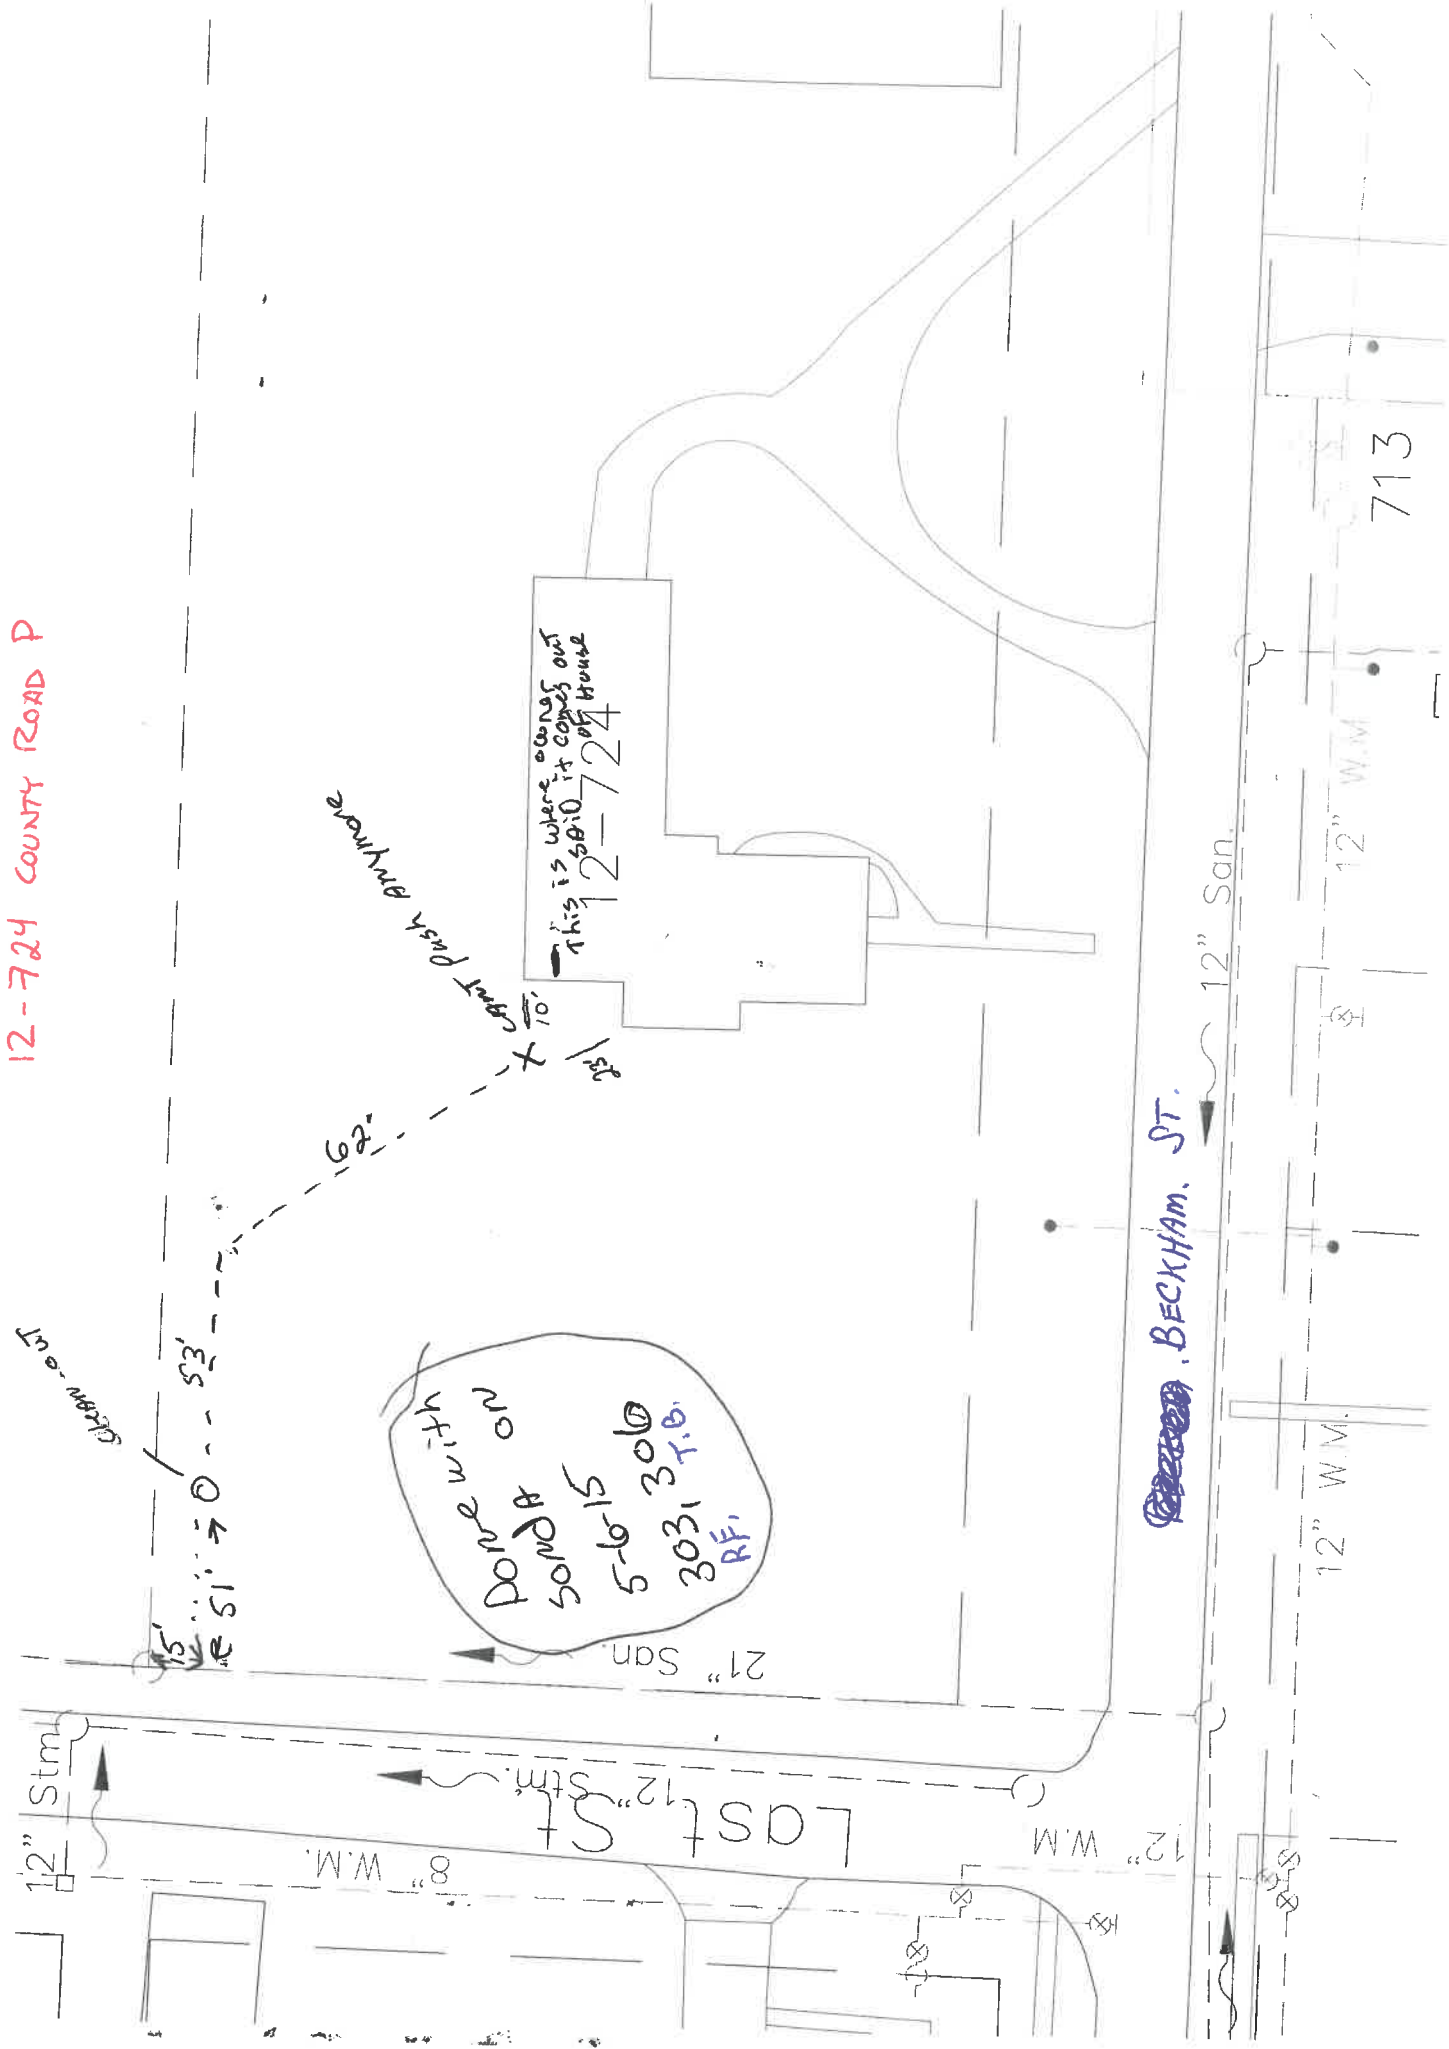 12-724 COUNTY ROAD P
CLEAN-OUT
15'
51'
53'
62'
CAN'T PUSH ANYMORE
10'
23'
This is where owner
SAID it comes out
OF House
12-724
Done with
SONDA ON
5-6-15
303, 306
RF, T.B.
21" San.
12" Stm.
12" Stm.
Last St
8" W.M.
12" W.M
BECKHAM. ST.
12" San.
12" W.M.
12" W.M.
713